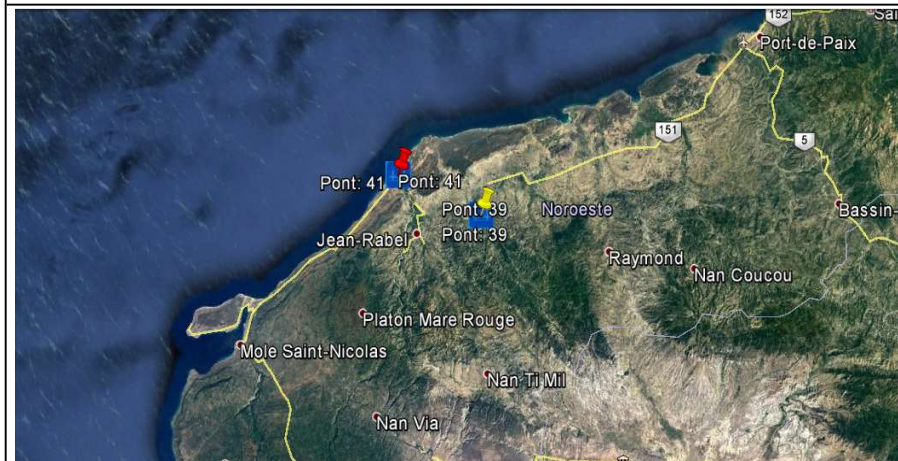 152
Port-de-Paix
151
5
Pont: 41 Pont: 41
Pont: 39 Noroeste
Bassin-
Jean-Rabel Pont: 39
Raymond
Nan Coucou
Platon Mare Rouge
Mole Saint-Nicolas
Nan Ti Mil
Nan Via